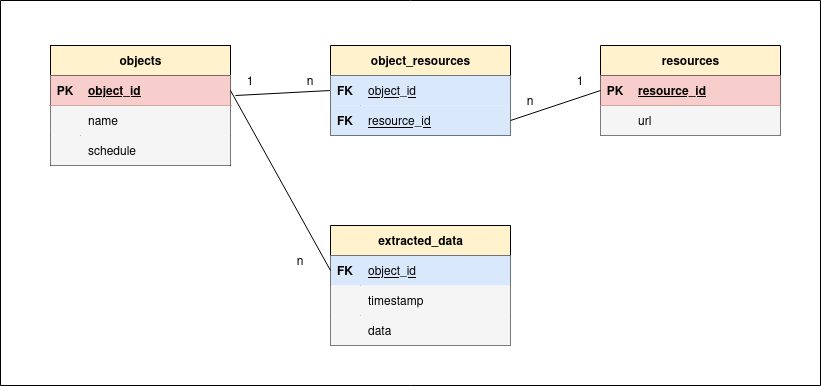 objects
PK object_id
name
schedule
1
n
object_resources
FK object_id
FK resource_id
n
1
resources
PK resource_id
url
n
extracted_data
FK object_id
timestamp
data